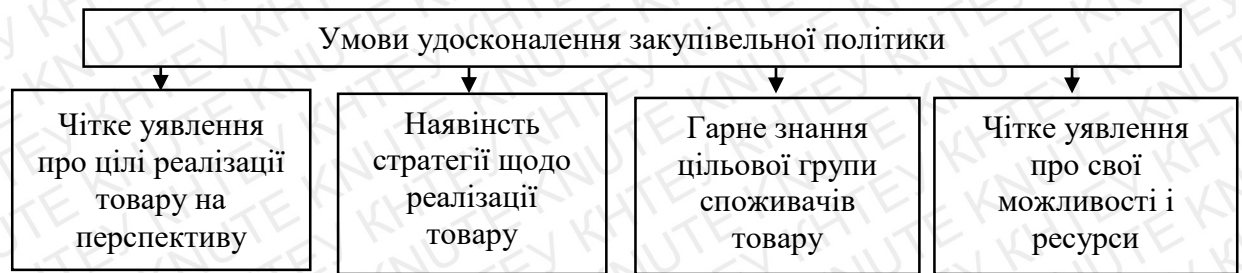 Умови удосконалення закупівельної політики
Чітке уявлення
про цілі реалізації
товару на
перспективу
Наявінсть
стратегії щодо
реалізації
товару
Гарне знання
цільової групи
споживачів
товару
Чітке уявлення
про свої
можливості і
ресурси